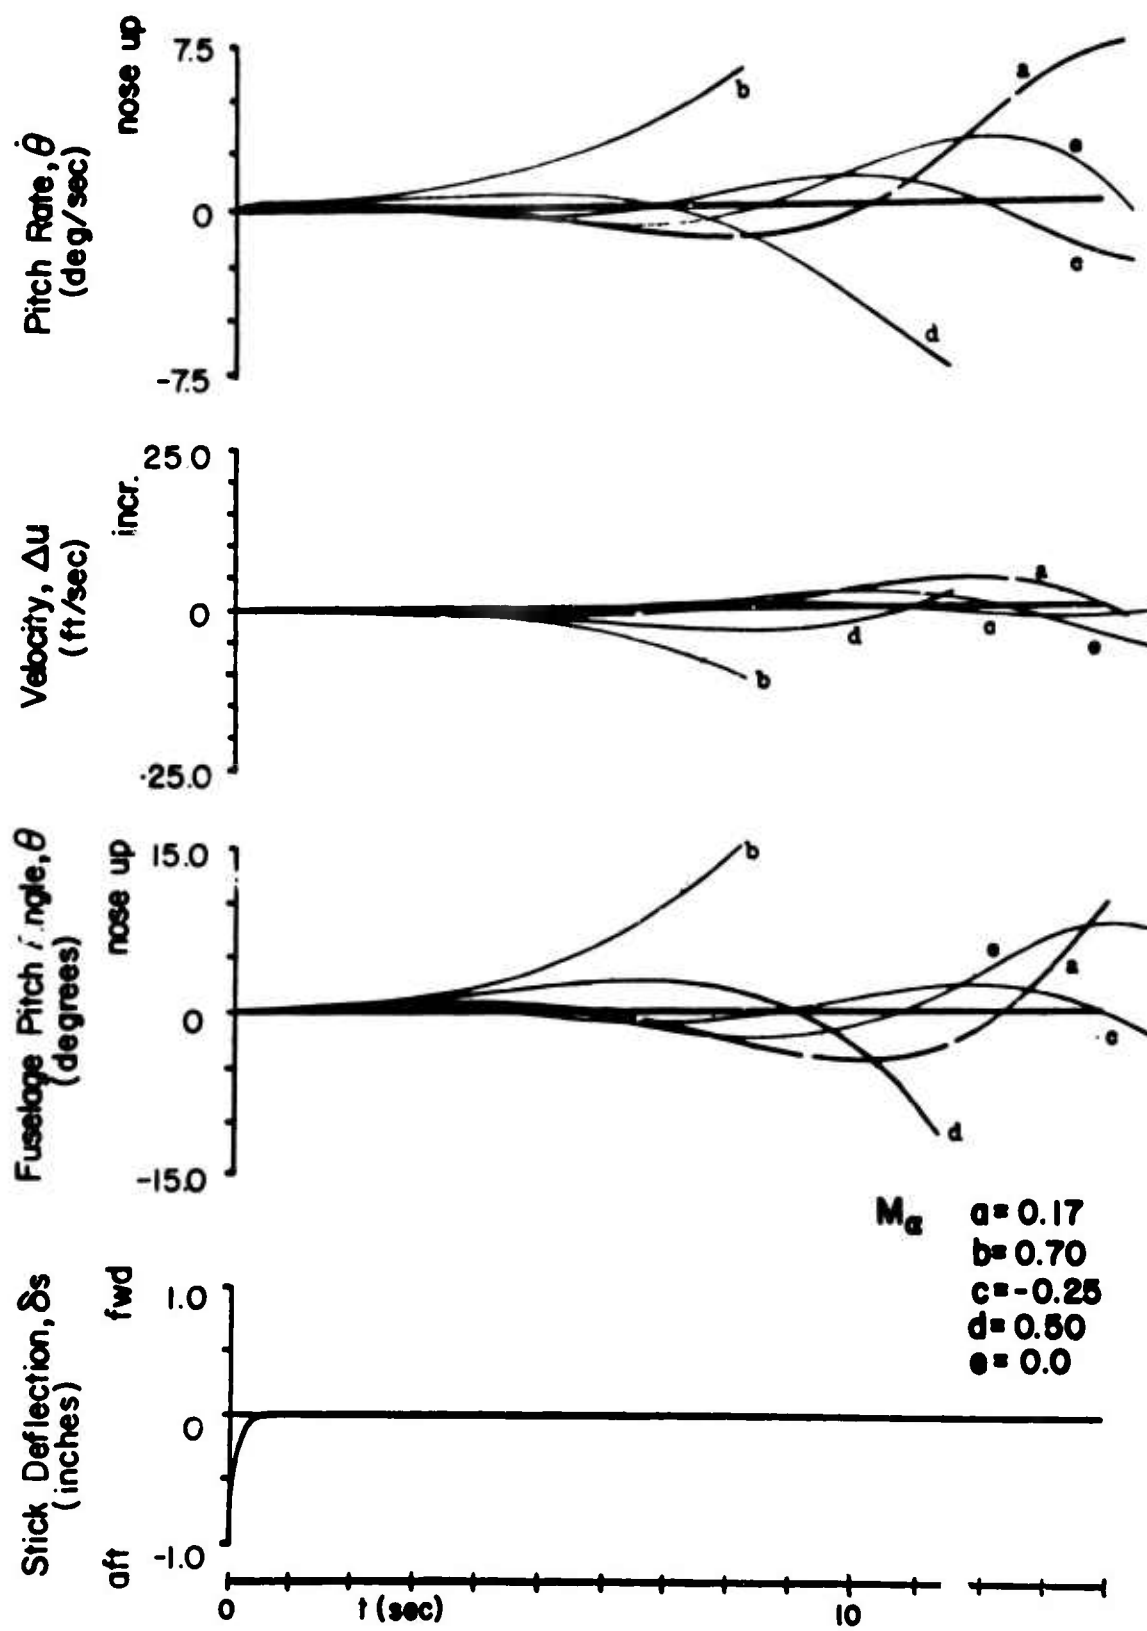 nose up
Pitch Rate, θ̇
(deg/sec)
7.5
0
-7.5
a
b
e
c
d
incr.
Velocity, Δu
(ft/sec)
25.0
0
-25.0
a
d
c
e
b
nose up
Fuselage Pitch Angle, θ
(degrees)
15.0
0
-15.0
b
e
a
c
d
Mα
a = 0.17
b = 0.70
c = -0.25
d = 0.50
e = 0.0
fwd
Stick Deflection, δs
(inches)
aft
1.0
0
-1.0
0
t (sec)
10